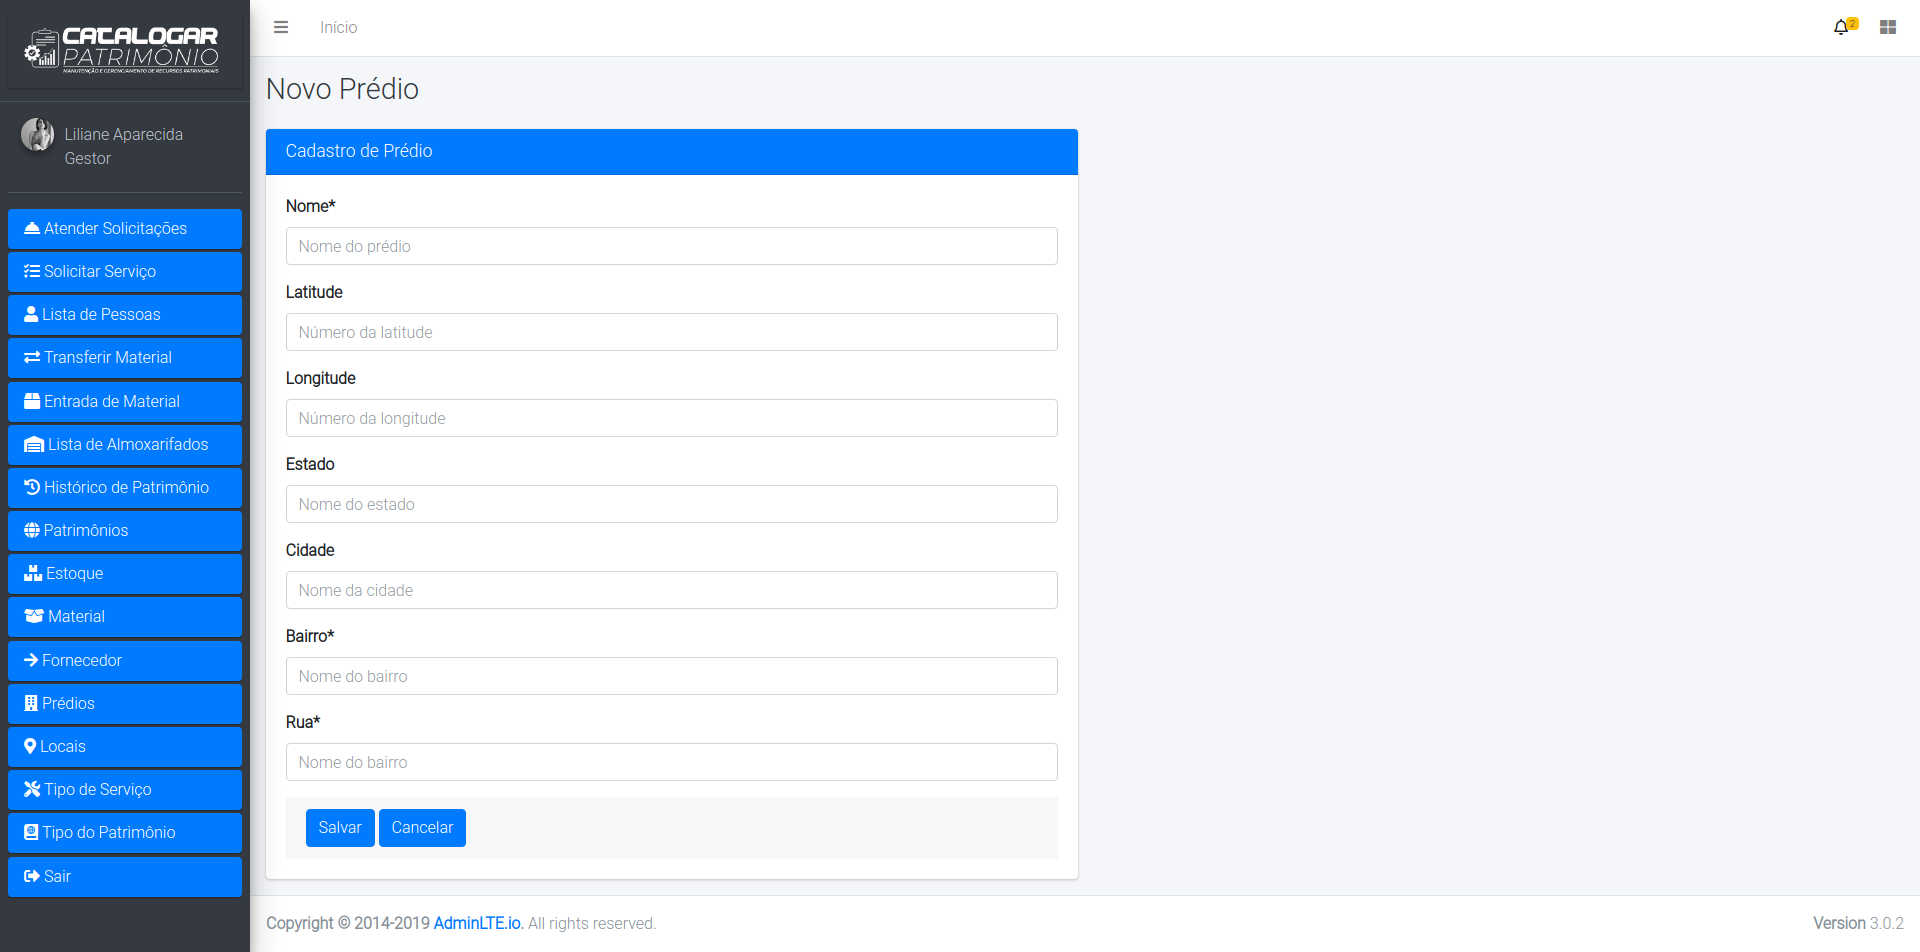 CATALOGAR
PATRIMÔNIO
MANUTENÇÃO E GERENCIAMENTO DE RECURSOS PATRIMONIAIS
Início
2
Liliane Aparecida
Gestor
Atender Solicitações
Solicitar Serviço
Lista de Pessoas
Transferir Material
Entrada de Material
Lista de Almoxarifados
Histórico de Patrimônio
Patrimônios
Estoque
Material
Fornecedor
Prédios
Locais
Tipo de Serviço
Tipo do Patrimônio
Sair
Novo Prédio
Cadastro de Prédio
Nome*
Nome do prédio
Latitude
Número da latitude
Longitude
Número da longitude
Estado
Nome do estado
Cidade
Nome da cidade
Bairro*
Nome do bairro
Rua*
Nome do bairro
Salvar Cancelar
Copyright © 2014-2019 AdminLTE.io. All rights reserved.
Version 3.0.2